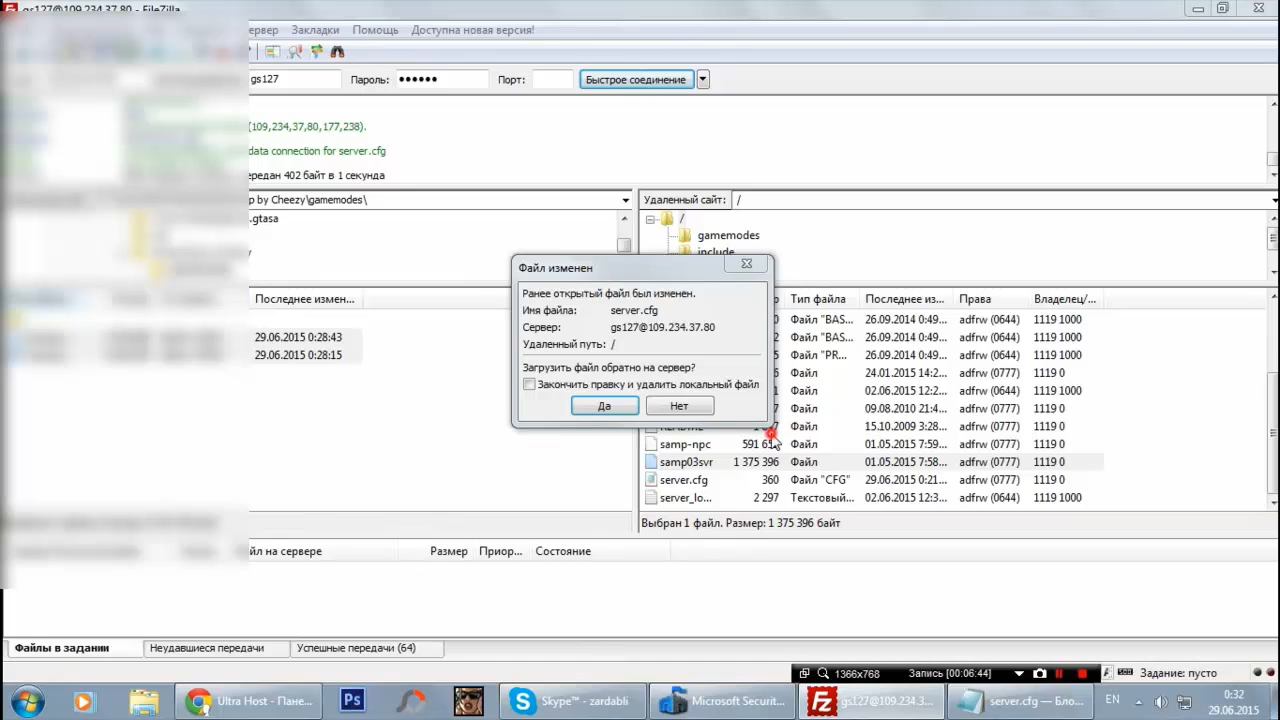 gs127@109.234.37.80 - FileZilla
Закладки Помощь Доступна новая версия!
gs127 Пароль: •••••• Порт: Быстрое соединение
(109,234,37,80,177,238).
data connection for server.cfg
402 байт в 1 секунда
by Cheezy\gamemodes\ Удаленный сайт: /
.gtasa /
gamemodes
include
Файл изменен
Ранее открытый файл был изменен.
Имя файла: server.cfg
Сервер: gs127@109.234.37.80
Удаленный путь: /
Загрузить файл обратно на сервер?
Закончить правку и удалить локальный файл
Да Нет
Последнее измен... Тип файла Последнее из... Права Владелец/...
Файл "BAS... 26.09.2014 0:49... adfrw (0644) 1119 1000
29.06.2015 0:28:43 Файл "BAS... 26.09.2014 0:49... adfrw (0644) 1119 1000
29.06.2015 0:28:15 Файл "PR... 26.09.2014 0:49... adfrw (0644) 1119 1000
Файл 24.01.2015 14:2... adfrw (0777) 1119 0
Файл 02.06.2015 12:2... adfrw (0644) 1119 1000
Файл 09.08.2010 21:4... adfrw (0777) 1119 0
Файл 15.10.2009 3:28... adfrw (0777) 1119 0
samp-npc Файл 01.05.2015 7:59... adfrw (0777) 1119 0
samp03svr 1 375 396 Файл 01.05.2015 7:58... adfrw (0777) 1119 0
server.cfg 360 Файл "CFG" 29.06.2015 0:21... adfrw (0777) 1119 0
server_lo... 2 297 Текстовый... 02.06.2015 12:3... adfrw (0644) 1119 1000
Выбран 1 файл. Размер: 1 375 396 байт
на сервере Размер Приор... Состояние
Файлы в задании Неудавшиеся передачи Успешные передачи (64)
1366x768 Запись [00:06:44] Задание: пусто
Ultra Host - Пане... Ps Skype™ - zardabli Microsoft Securit... gs127@109.234.3... server.cfg — Бло... EN 0:32
29.06.2015